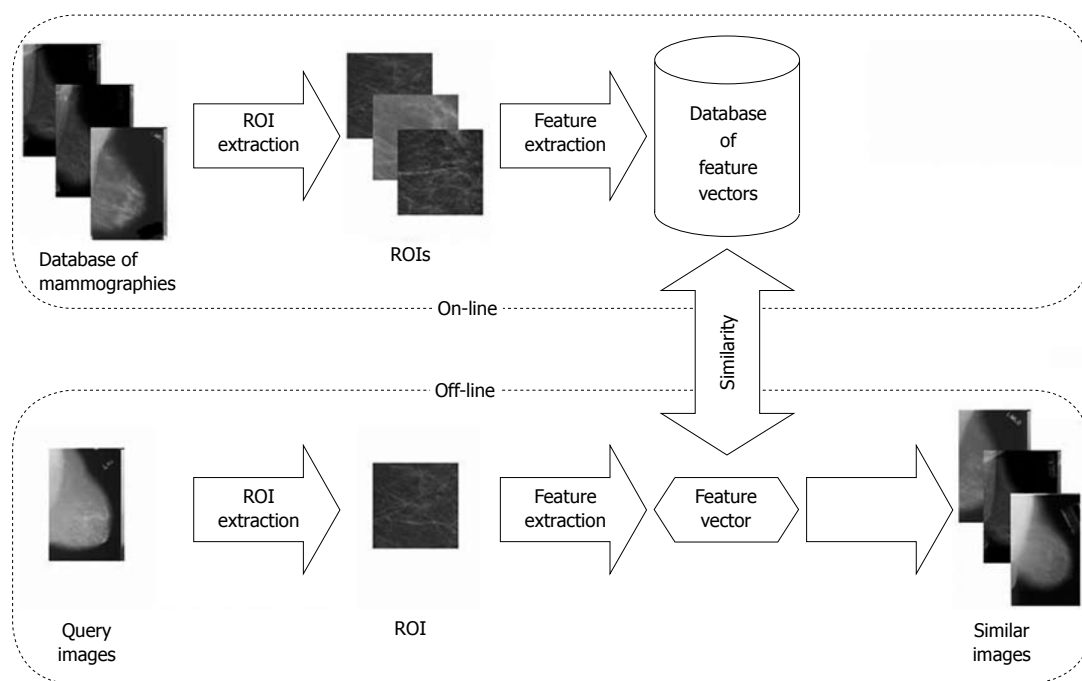 ROI
extraction
Feature
extraction
Database
of
feature
vectors
Database of
mammographies
ROIs
On-line
Similarity
Off-line
ROI
extraction
Feature
extraction
Feature
vector
Query
images
ROI
Similar
images